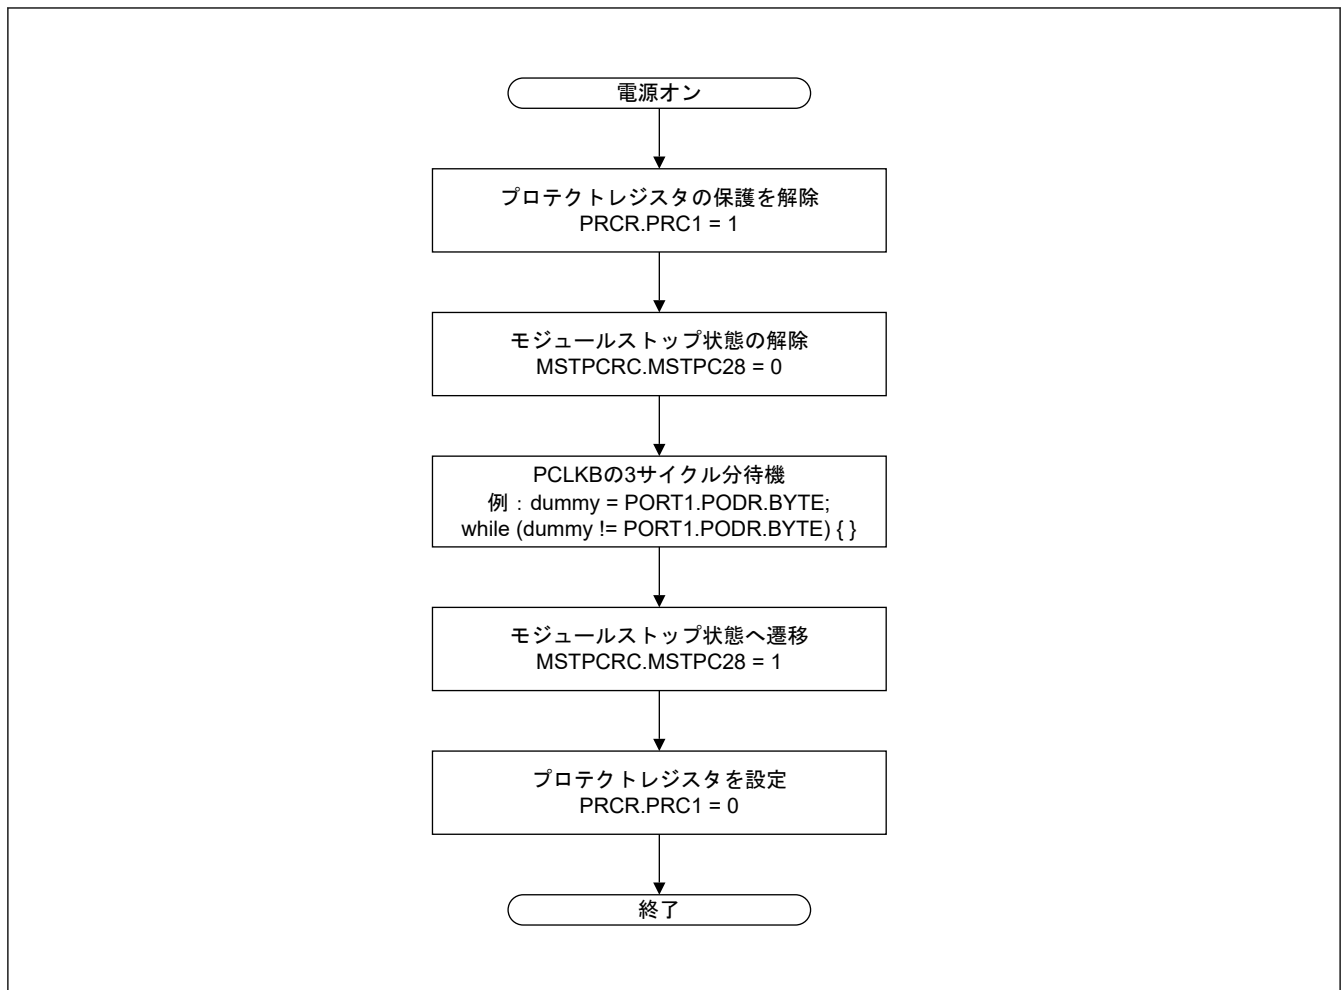 電源オン
プロテクトレジスタの保護を解除
PRCR.PRC1 = 1
モジュールストップ状態の解除
MSTPCRC.MSTPC28 = 0
PCLKBの3サイクル分待機
例：dummy = PORT1.PODR.BYTE;
while (dummy != PORT1.PODR.BYTE) { }
モジュールストップ状態へ遷移
MSTPCRC.MSTPC28 = 1
プロテクトレジスタを設定
PRCR.PRC1 = 0
終了